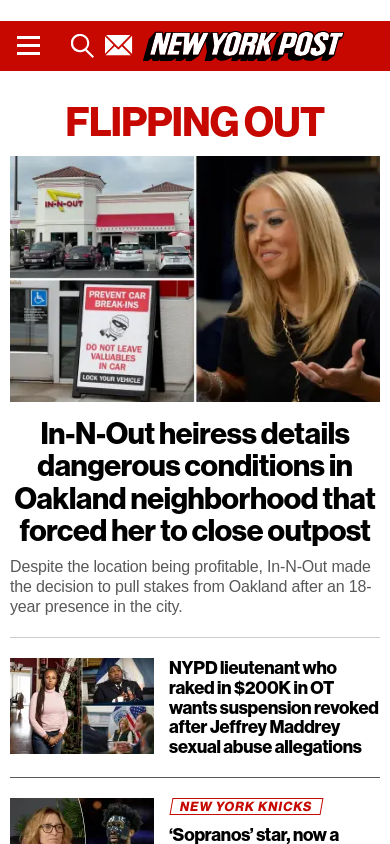 NEW YORK POST
FLIPPING OUT
IN-N-OUT
PREVENT CAR
BREAK-INS
DO NOT LEAVE
VALUABLES
IN CAR
LOCK YOUR VEHICLE
In-N-Out heiress details
dangerous conditions in
Oakland neighborhood that
forced her to close outpost
Despite the location being profitable, In-N-Out made
the decision to pull stakes from Oakland after an 18-
year presence in the city.
NYPD lieutenant who
raked in $200K in OT
wants suspension revoked
after Jeffrey Maddrey
sexual abuse allegations
NEW YORK KNICKS
‘Sopranos’ star, now a